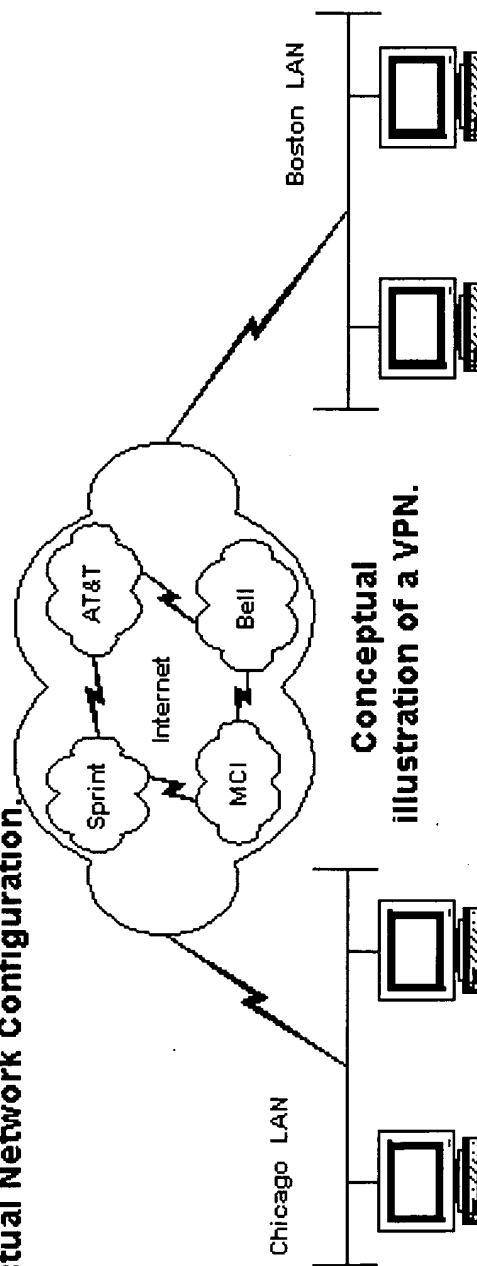 tual Network Configuration.
Sprint
AT&T
Internet
MCI
Bell
Chicago LAN
Boston LAN
Conceptual
illustration of a VPN.